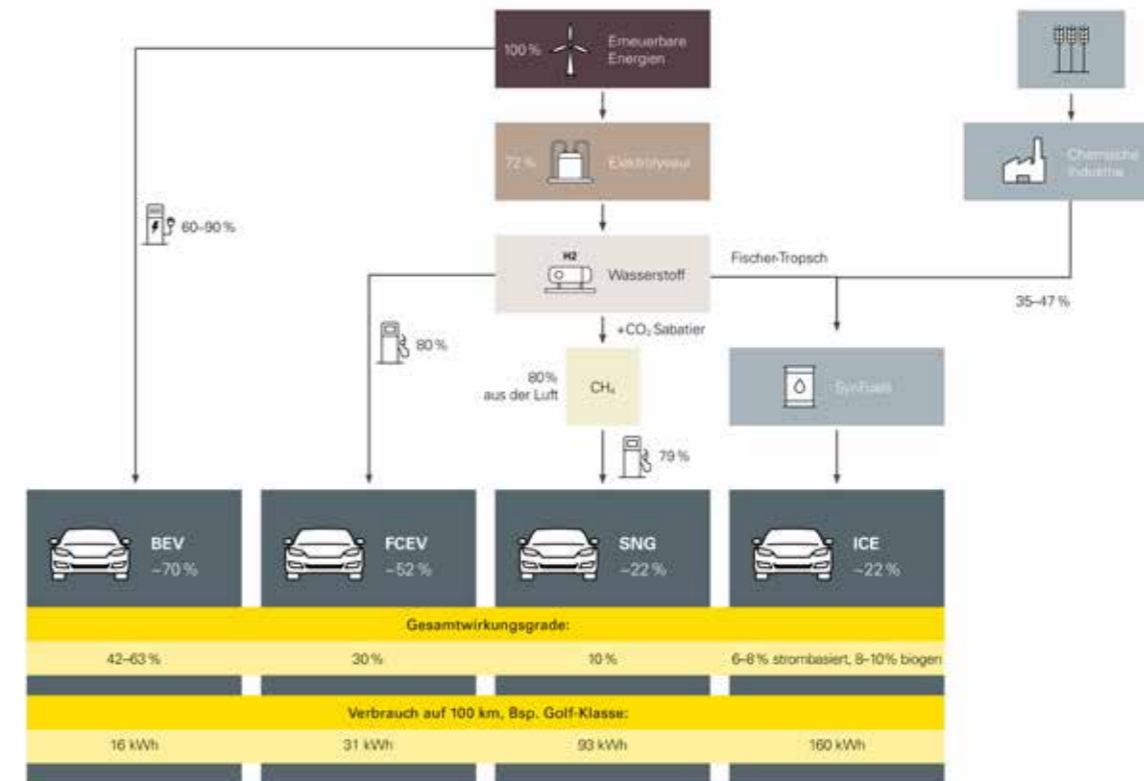 100 %
Erneuerbare
Energien
72 %
Elektrolyseur
Chemische
Industrie
60–90 %
H2
Wasserstoff
Fischer-Tropsch
35–47 %
+CO₂ Sabatier
80 %
80%
aus der Luft
CH₄
SynFuels
79 %
BEV
~70 %
FCEV
~52 %
SNG
~22 %
ICE
~22 %
Gesamtwirkungsgrade:
42–63 %
30 %
10 %
6–8 % strombasiert, 8–10% biogen
Verbrauch auf 100 km, Bsp. Golf-Klasse:
16 kWh
31 kWh
93 kWh
160 kWh